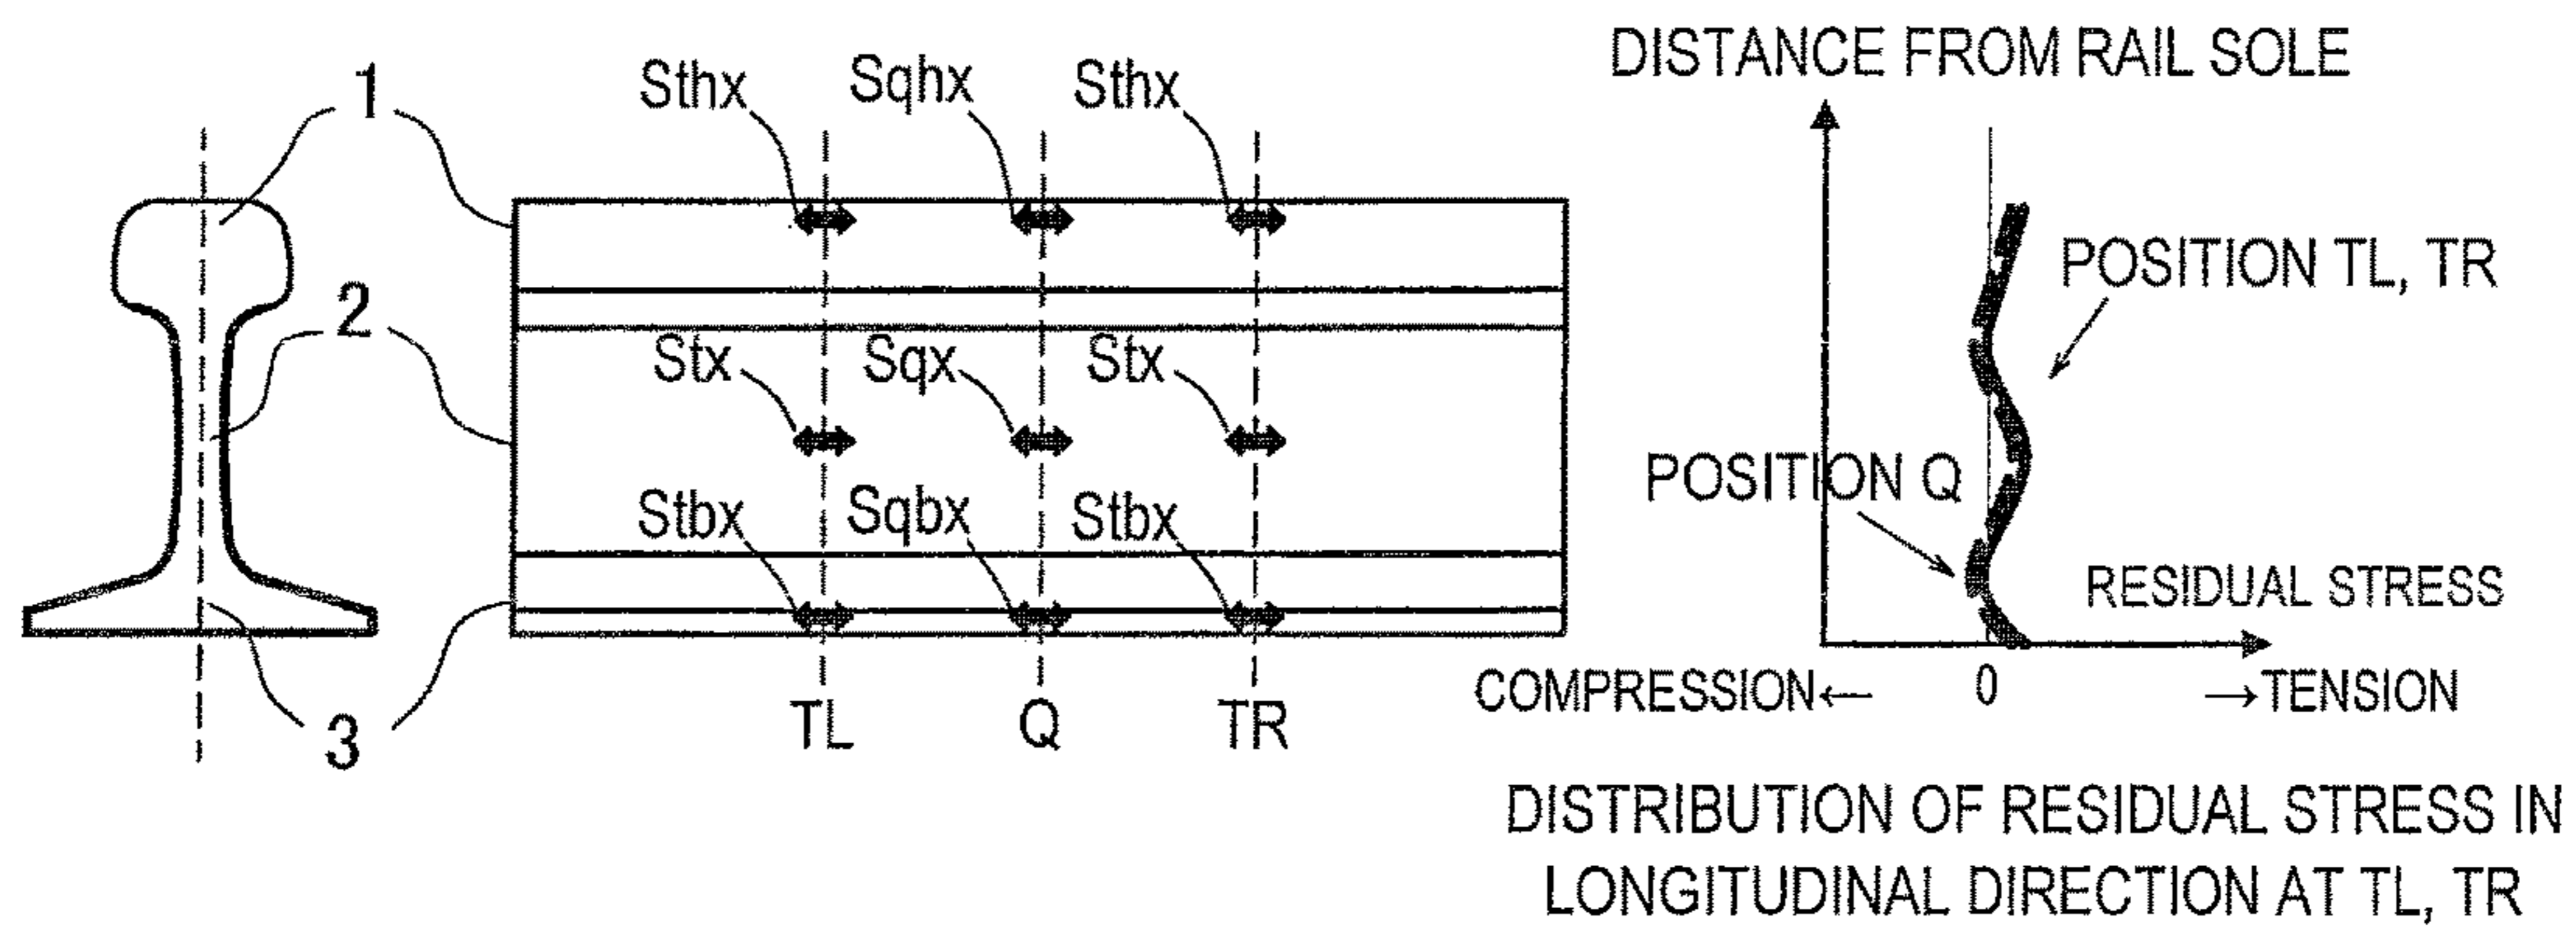 1
2
3
Sthx Sqhx Sthx
Stx Sqx Stx
Stbx Sqbx Stbx
TL Q TR
DISTANCE FROM RAIL SOLE
POSITION TL, TR
POSITION Q
RESIDUAL STRESS
COMPRESSION← 0 →TENSION
DISTRIBUTION OF RESIDUAL STRESS IN
LONGITUDINAL DIRECTION AT TL, TR